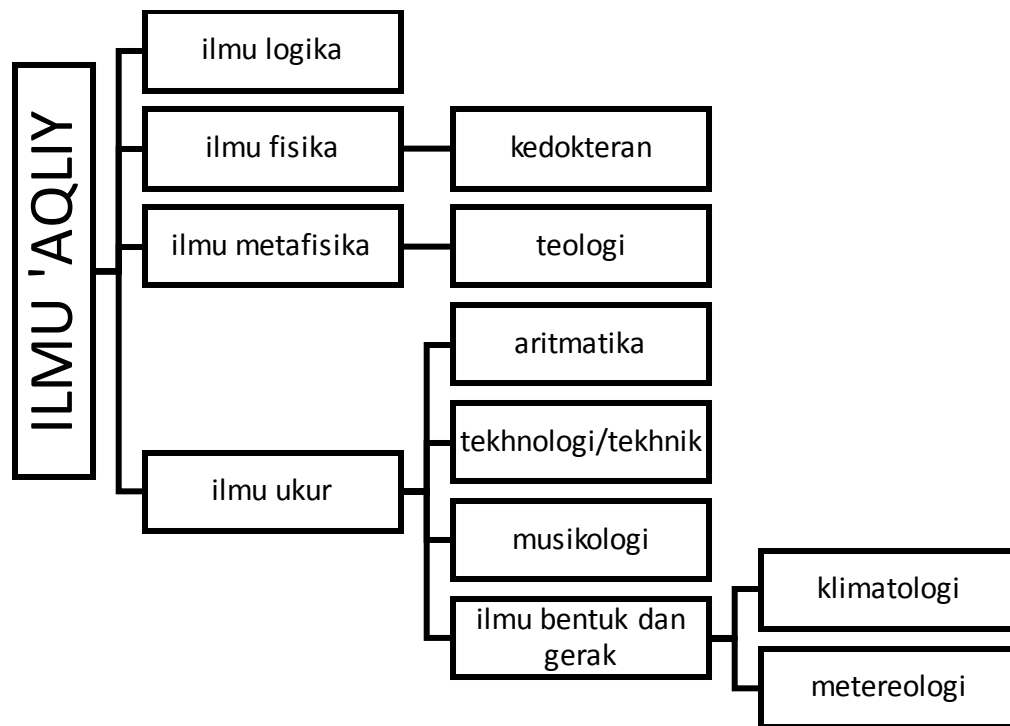 ILMU 'AQLIY
ilmu logika
ilmu fisika
kedokteran
ilmu metafisika
teologi
ilmu ukur
aritmatika
tekhnologi/tekhnik
musikologi
ilmu bentuk dan
gerak
klimatologi
metereologi